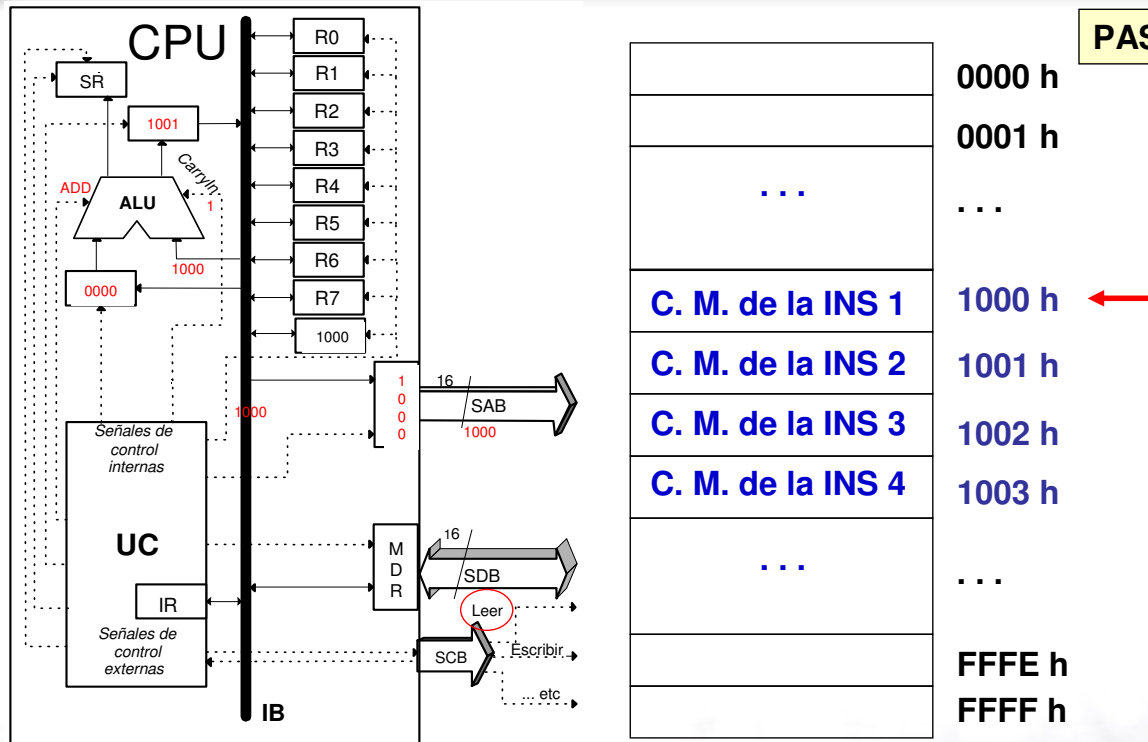 CPU
SR
1001
CarryIn
ADD
1
ALU
1000
0000
R0
R1
R2
R3
R4
R5
R6
R7
1000
1000
1
0
0
0
16
SAB
1000
Señales de
control
internas
UC
IR
Señales de
control
externas
M
D
R
16
SDB
Leer
SCB
Escribir
... etc
IB
PAS
0000 h
0001 h
. . .
. . .
C. M. de la INS 1
1000 h
C. M. de la INS 2
1001 h
C. M. de la INS 3
1002 h
C. M. de la INS 4
1003 h
. . .
. . .
FFFE h
FFFF h